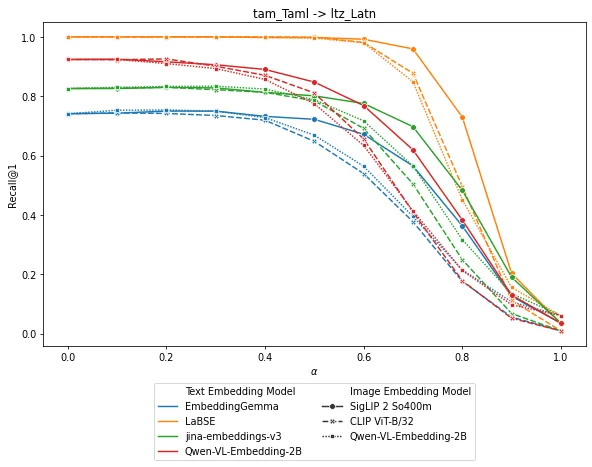 tam_Taml -> ltz_Latn
1.0
0.8
0.6
0.4
0.2
0.0
Recall@1
0.0 0.2 0.4 0.6 0.8 1.0
α
Text Embedding Model
EmbeddingGemma
LaBSE
jina-embeddings-v3
Qwen-VL-Embedding-2B
Image Embedding Model
SigLIP 2 So400m
CLIP ViT-B/32
Qwen-VL-Embedding-2B